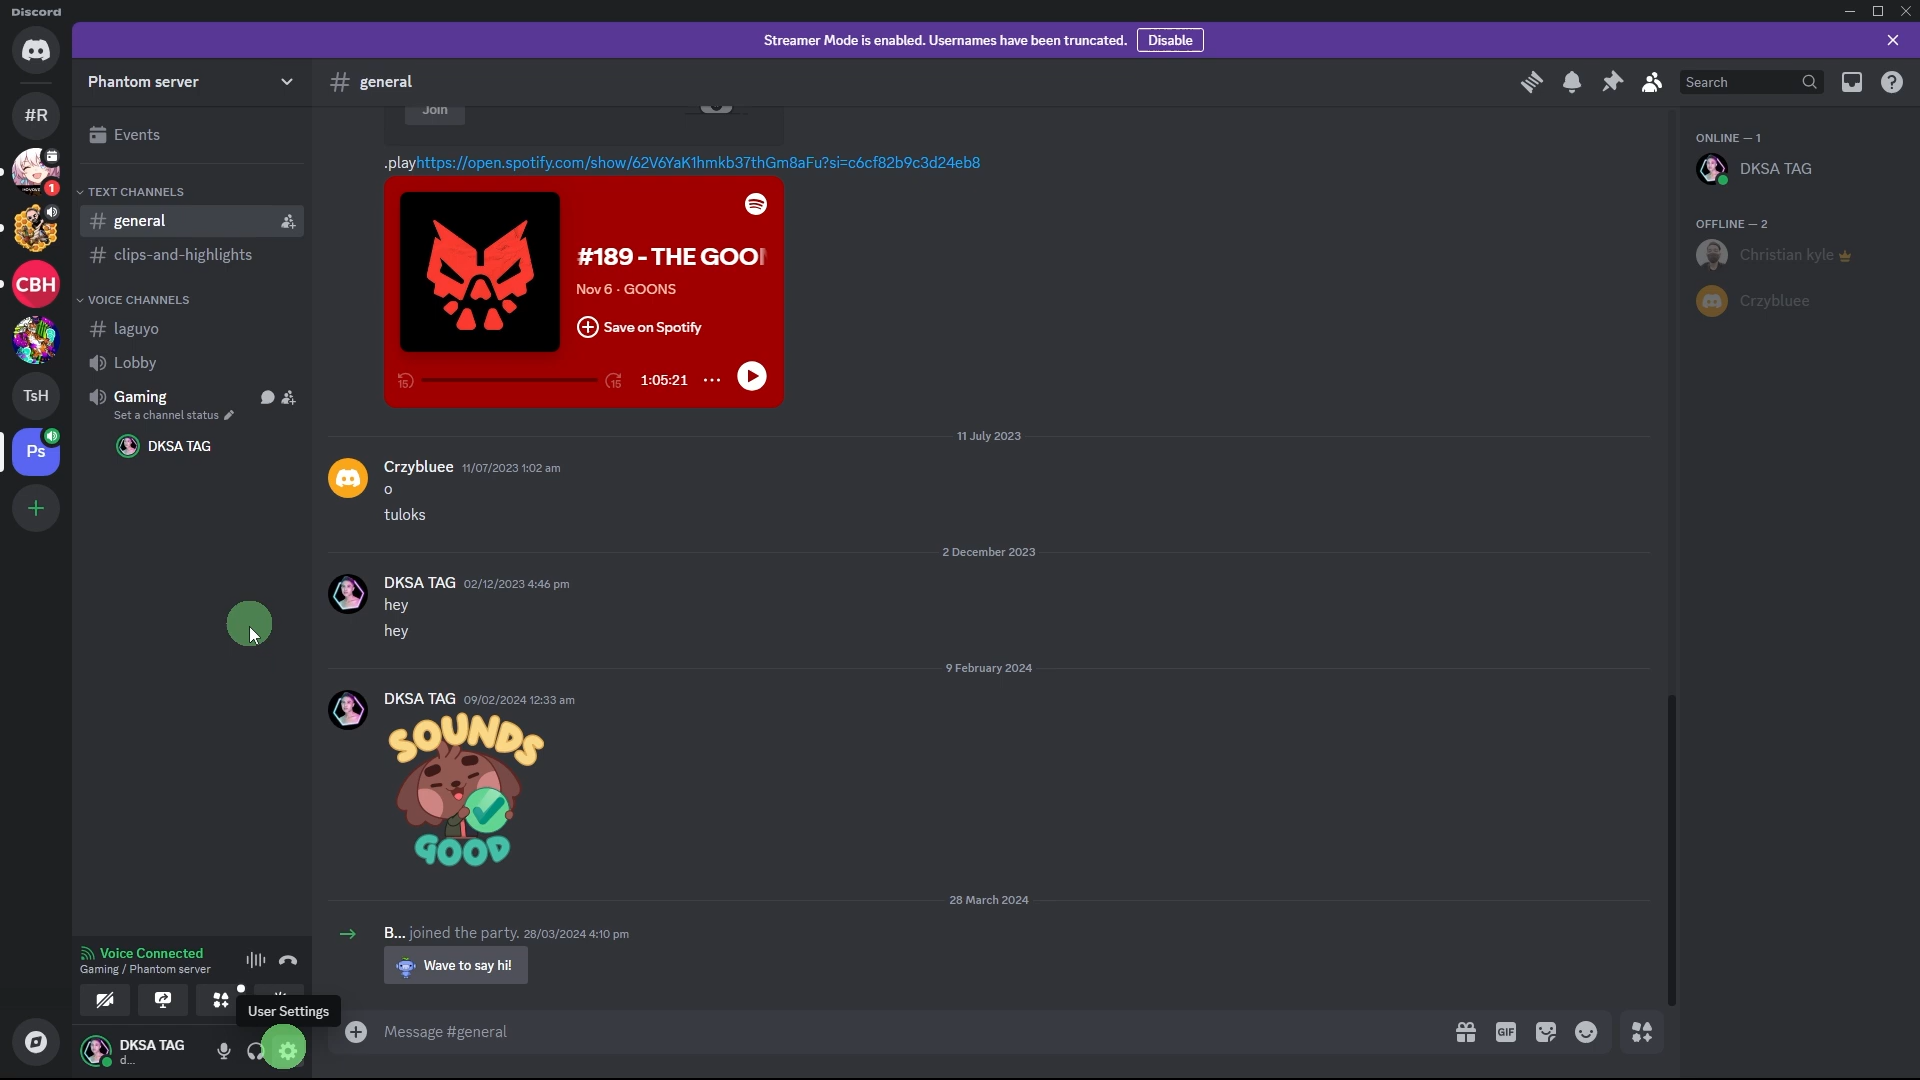 Discord
Streamer Mode is enabled. Usernames have been truncated. Disable
Phantom server
# general
Search
#R
Events
1
TEXT CHANNELS
# general
# clips-and-highlights
CBH
VOICE CHANNELS
# laguyo
Lobby
TsH
Gaming
Set a channel status
Ps
DKSA TAG
Join
.playhttps://open.spotify.com/show/62V6YaK1hmkb37thGm8aFu?si=c6cf82b9c3d24eb8
#189 - THE GOO
Nov 6 · GOONS
Save on Spotify
15 15 1:05:21
11 July 2023
Crzybluee 11/07/2023 1:02 am
o
tuloks
2 December 2023
DKSA TAG 02/12/2023 4:46 pm
hey
hey
9 February 2024
DKSA TAG 09/02/2024 12:33 am
SOUNDS
GOOD
28 March 2024
B... joined the party. 28/03/2024 4:10 pm
Wave to say hi!
Message #general
GIF
ONLINE — 1
DKSA TAG
OFFLINE — 2
Christian kyle
Crzybluee
Voice Connected
Gaming / Phantom server
User Settings
DKSA TAG
d...